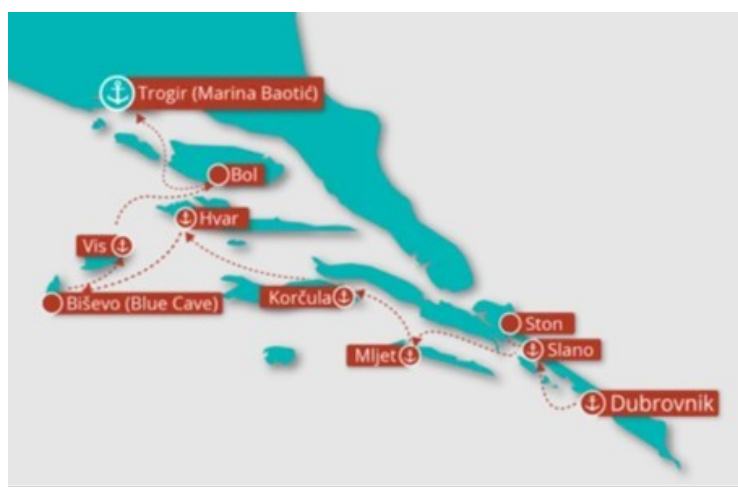 Trogir (Marina Baotić)
Bol
Hvar
Vis
Biševo (Blue Cave)
Korčula
Ston
Mljet
Slano
Dubrovnik